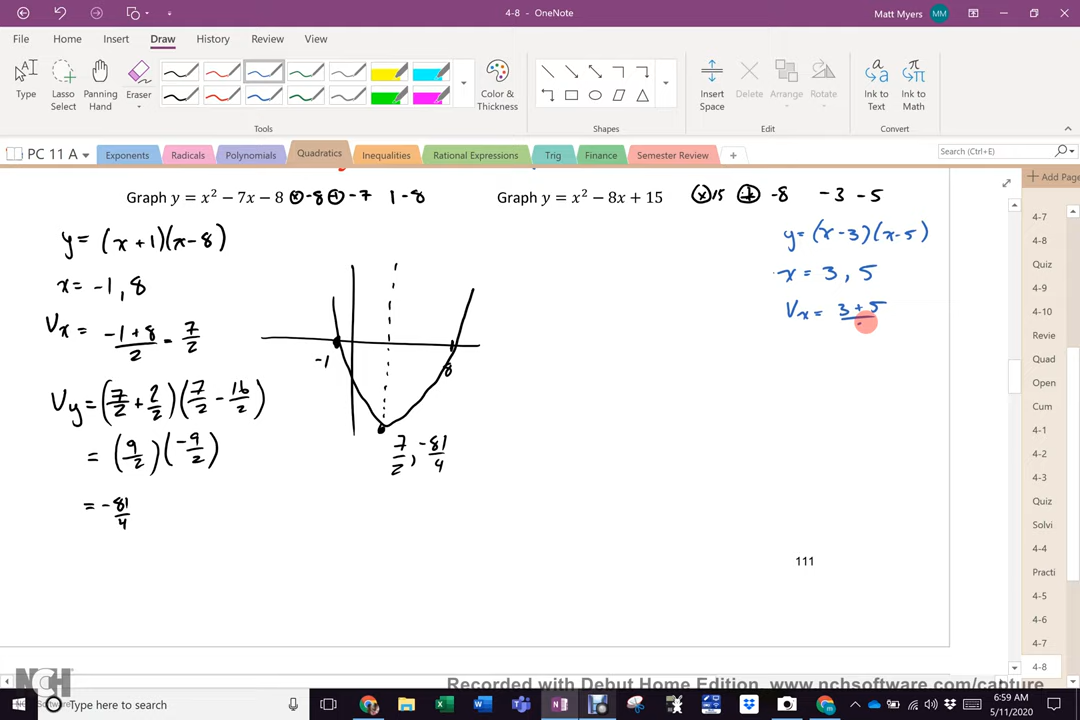 4-8 - OneNote
Matt Myers
MM
File
Home
Insert
Draw
History
Review
View
Type
Lasso Select
Panning Hand
Eraser
Color & Thickness
Insert Space
Delete
Arrange
Rotate
Ink to Text
Ink to Math
Tools
Shapes
Edit
Convert
PC 11 A
Exponents
Radicals
Polynomials
Quadratics
Inequalities
Rational Expressions
Trig
Finance
Semester Review
+
Search (Ctrl+E)
+ Add Page
Graph y = x² − 7x − 8 ⊗-8 ⊕-7 1 -8
y = (x+1)(x-8)
x = -1, 8
Vx = (-1+8)/2 = 7/2
Vy = (7/2 + 2/2)(7/2 - 16/2)
= (9/2)(-9/2)
= -81/4
-1
8
7/2, -81/4
Graph y = x² − 8x + 15 ⊗15 ⊕ -8 -3 -5
y = (x-3)(x-5)
x = 3, 5
Vx = 3+5
111
4-7
4-8
Quiz
4-9
4-10
Revie
Quad
Open
Cum
4-1
4-2
4-3
Quiz
Solvi
4-4
Practi
4-5
4-6
4-7
4-8
NCH
Recorded with Debut Home Edition www.nchsoftware.com/capture
Type here to search
6:59 AM
5/11/2020